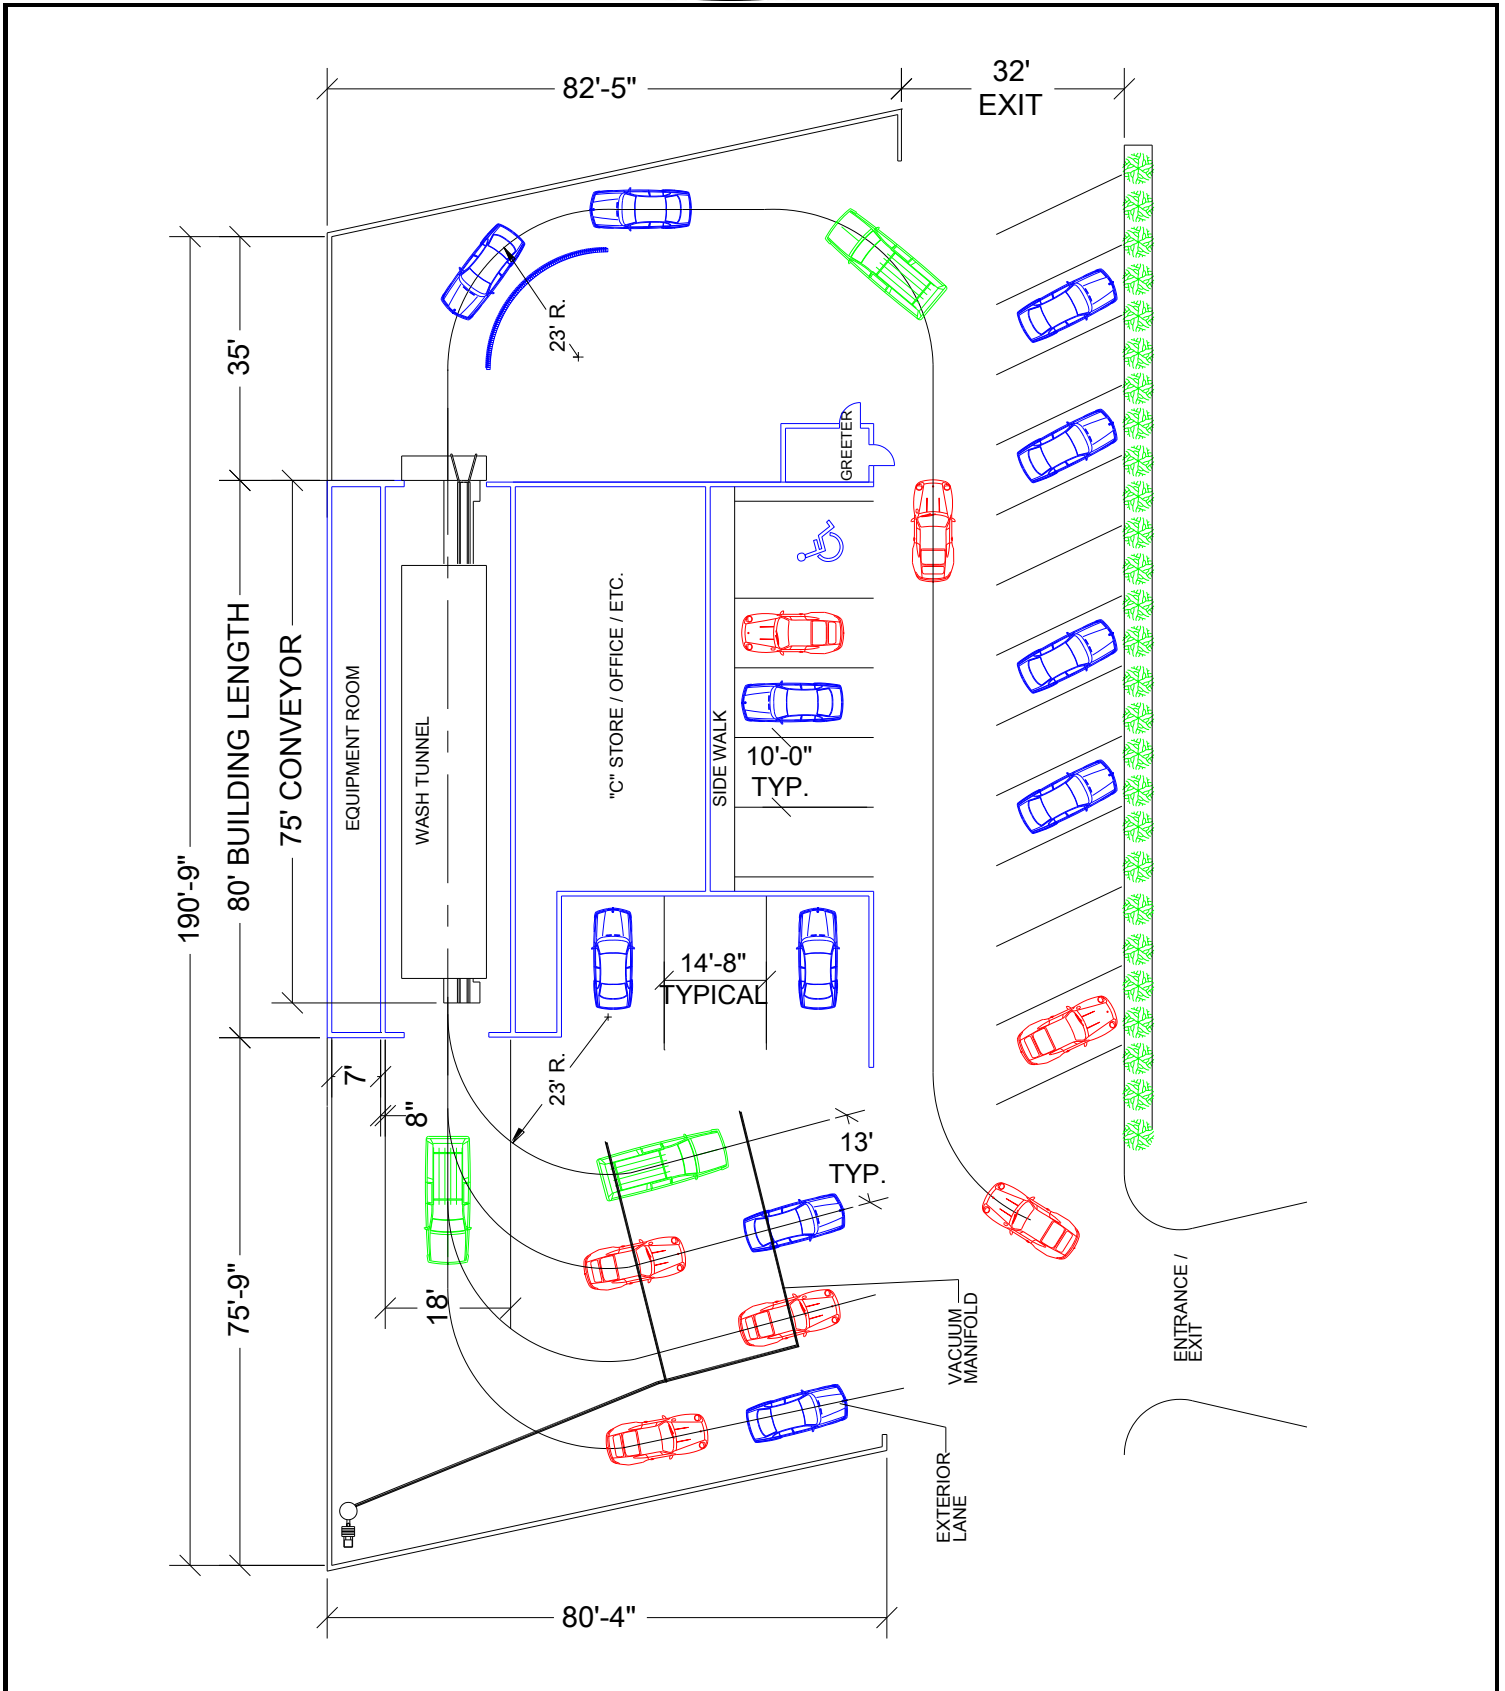 82'-5"
32'
EXIT
23' R.
35'
GREETER
80' BUILDING LENGTH
75' CONVEYOR
190'-9"
EQUIPMENT ROOM
WASH TUNNEL
"C" STORE / OFFICE / ETC.
SIDE WALK
10'-0"
TYP.
14'-8"
TYPICAL
23' R.
7'
8"
13'
TYP.
18'
75'-9"
VACUUM
MANIFOLD
ENTRANCE /
EXIT
EXTERIOR
LANE
80'-4"